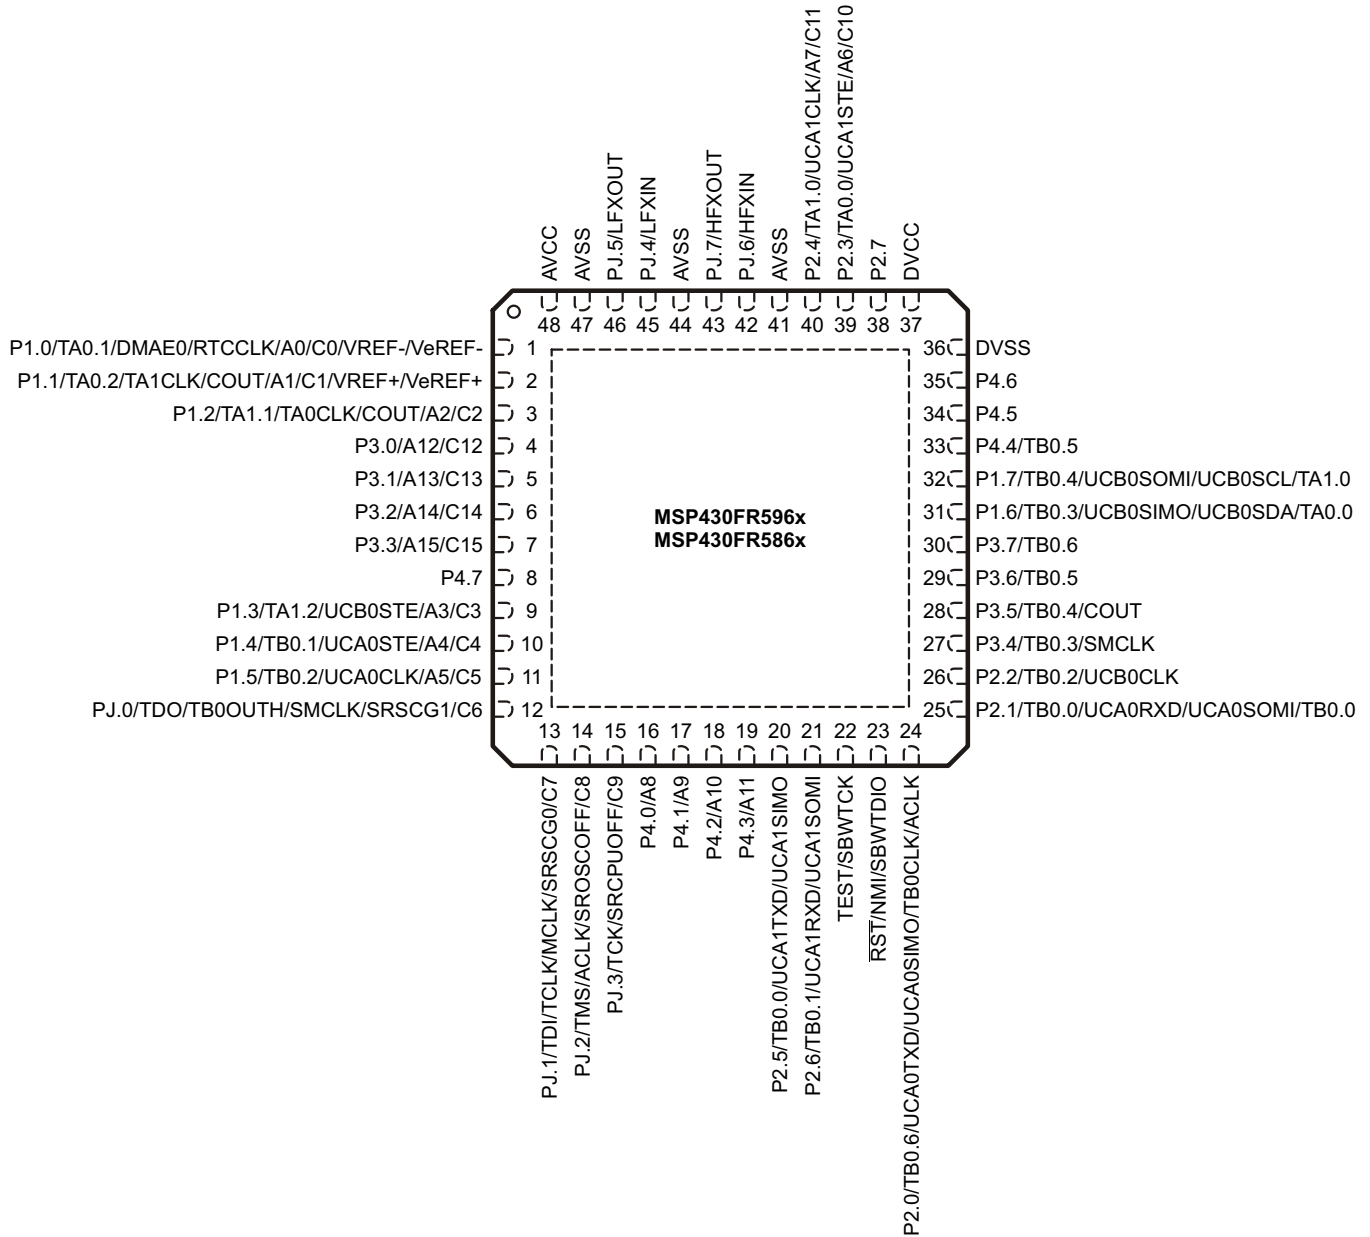 AVCC
AVSS
PJ.5/LFXOUT
PJ.4/LFXIN
AVSS
PJ.7/HFXOUT
PJ.6/HFXIN
AVSS
P2.4/TA1.0/UCA1CLK/A7/C11
P2.3/TA0.0/UCA1STE/A6/C10
P2.7
DVCC
48 47 46 45 44 43 42 41 40 39 38 37
P1.0/TA0.1/DMAE0/RTCCLK/A0/C0/VREF-/VeREF- 1
P1.1/TA0.2/TA1CLK/COUT/A1/C1/VREF+/VeREF+ 2
P1.2/TA1.1/TA0CLK/COUT/A2/C2 3
P3.0/A12/C12 4
P3.1/A13/C13 5
P3.2/A14/C14 6
P3.3/A15/C15 7
P4.7 8
P1.3/TA1.2/UCB0STE/A3/C3 9
P1.4/TB0.1/UCA0STE/A4/C4 10
P1.5/TB0.2/UCA0CLK/A5/C5 11
PJ.0/TDO/TB0OUTH/SMCLK/SRSCG1/C6 12
MSP430FR596x
MSP430FR586x
36 DVSS
35 P4.6
34 P4.5
33 P4.4/TB0.5
32 P1.7/TB0.4/UCB0SOMI/UCB0SCL/TA1.0
31 P1.6/TB0.3/UCB0SIMO/UCB0SDA/TA0.0
30 P3.7/TB0.6
29 P3.6/TB0.5
28 P3.5/TB0.4/COUT
27 P3.4/TB0.3/SMCLK
26 P2.2/TB0.2/UCB0CLK
25 P2.1/TB0.0/UCA0RXD/UCA0SOMI/TB0.0
13 14 15 16 17 18 19 20 21 22 23 24
PJ.1/TDI/TCLK/MCLK/SRSCG0/C7
PJ.2/TMS/ACLK/SROSCOFF/C8
PJ.3/TCK/SRCPUOFF/C9
P4.0/A8
P4.1/A9
P4.2/A10
P4.3/A11
P2.5/TB0.0/UCA1TXD/UCA1SIMO
P2.6/TB0.1/UCA1RXD/UCA1SOMI
TEST/SBWTCK
RST/NMI/SBWTDIO
P2.0/TB0.6/UCA0TXD/UCA0SIMO/TB0CLK/ACLK